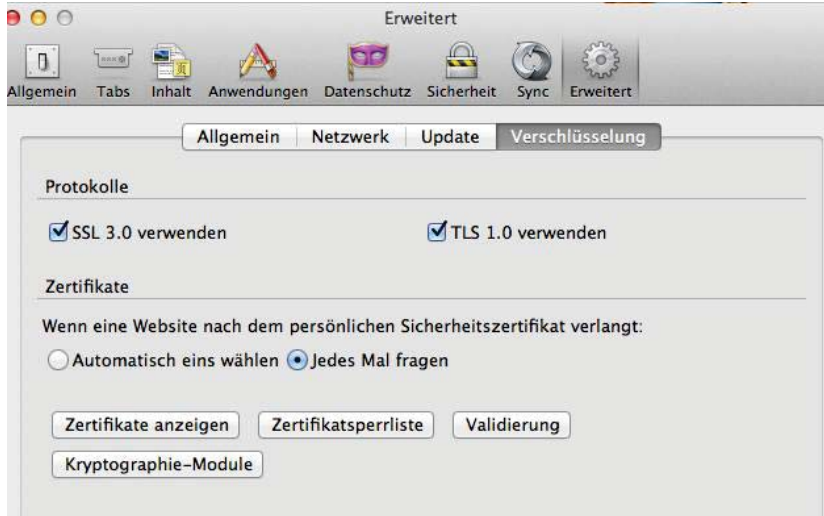 Erweitert
Allgemein Tabs Inhalt Anwendungen Datenschutz Sicherheit Sync Erweitert
Allgemein Netzwerk Update Verschlüsselung
Protokolle
SSL 3.0 verwenden TLS 1.0 verwenden
Zertifikate
Wenn eine Website nach dem persönlichen Sicherheitszertifikat verlangt:
Automatisch eins wählen Jedes Mal fragen
Zertifikate anzeigen Zertifikatsperrliste Validierung
Kryptographie-Module